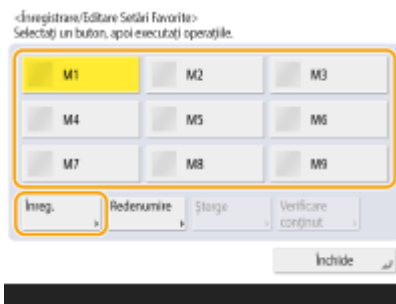 <Înregistrare/Editare Setări Favorite>
Selectați un buton, apoi executați operațiile.
M1 M2 M3
M4 M5 M6
M7 M8 M9
Înreg. Redenumire Șterge Verificare
conținut
Închide